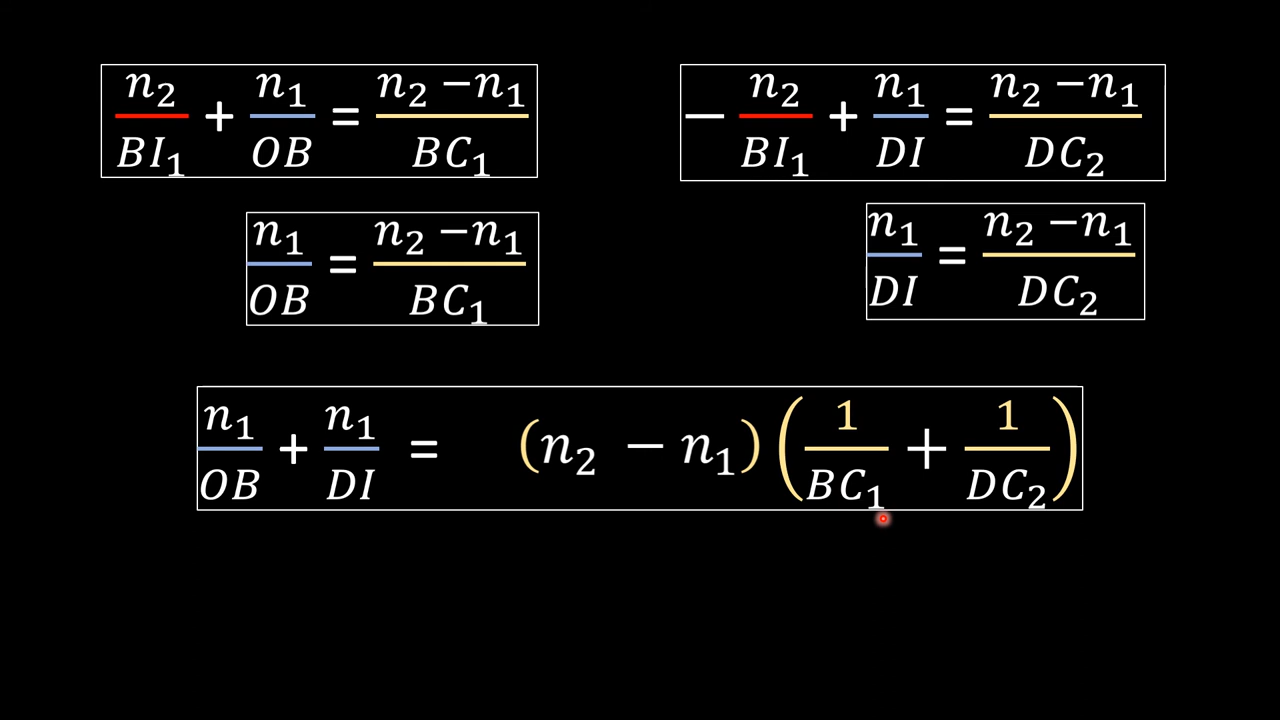 n₂/BI₁ + n₁/OB = n₂ −n₁/BC₁
− n₂/BI₁ + n₁/DI = n₂ −n₁/DC₂
n₁/OB = n₂ −n₁/BC₁
n₁/DI = n₂ −n₁/DC₂
n₁/OB + n₁/DI = (n₂ − n₁) (1/BC₁ + 1/DC₂)